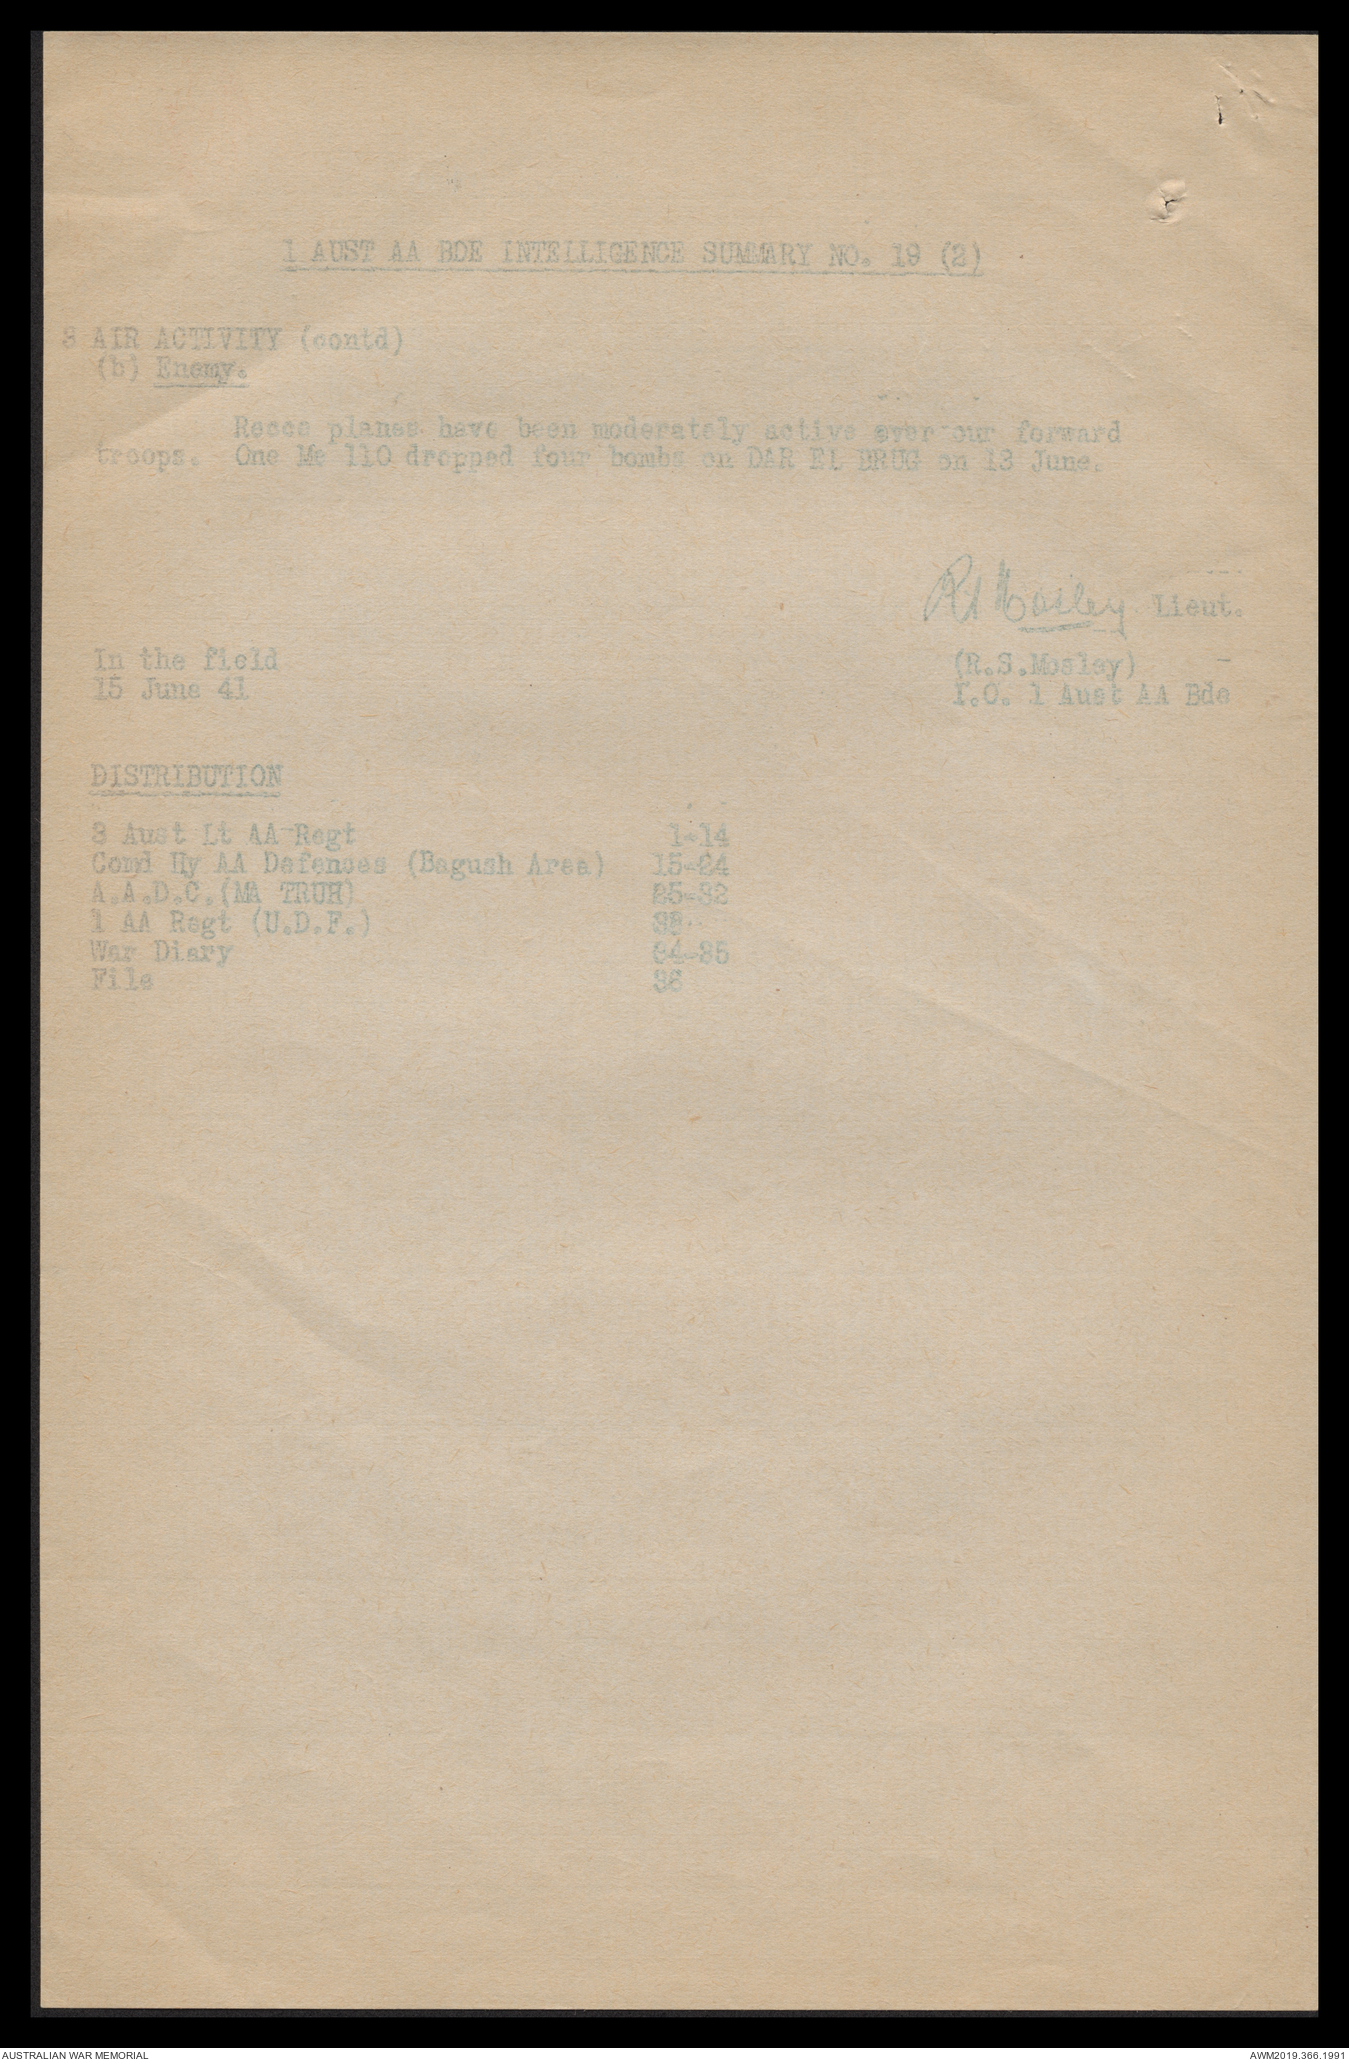 1 AUST AA BDE INTELLIGENCE SUMMARY NO. 19 (2)
3 AIR ACTIVITY (contd)
(b) Enemy.
Recce planes have been moderately active over our forward
troops. One Me 110 dropped four bombs on DAR EL BRUG on 13 June.
RS Mosley Lieut.
In the field
15 June 41
(R.S.Mosley)
I.O. 1 Aust AA Bde
DISTRIBUTION
8 Aust Lt AA Regt 1-14
Comd Hy AA Defences (Bagush Area) 15-24
A.A.D.C.(MA TRUH) 25-32
1 AA Regt (U.D.F.) 33
War Diary 34-35
File 36
AUSTRALIAN WAR MEMORIAL
AWM2019.366.1991